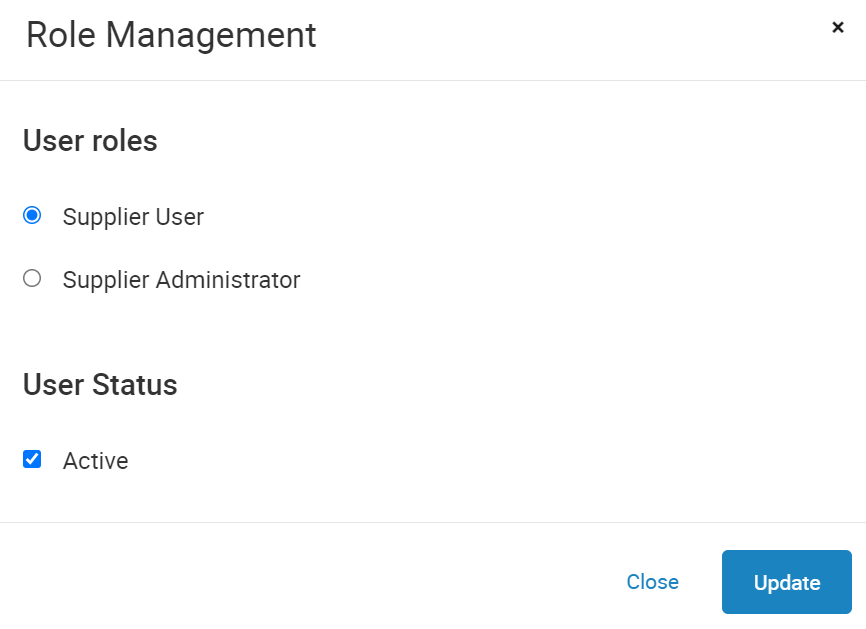 Role Management
×
User roles
Supplier User
Supplier Administrator
User Status
Active
Close
Update